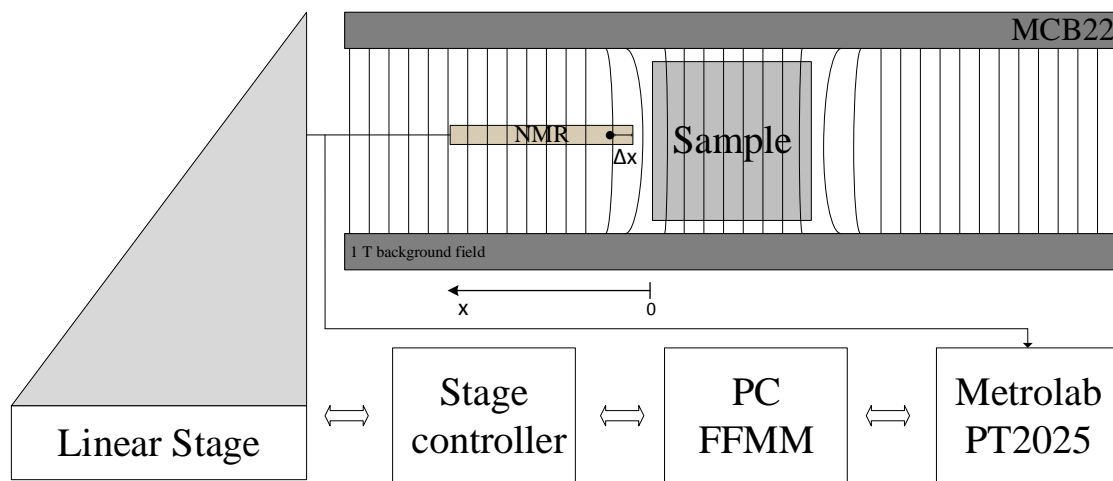 MCB22
NMR
Δx
Sample
1 T background field
x
0
Linear Stage
Stage
controller
PC
FFMM
Metrolab
PT2025